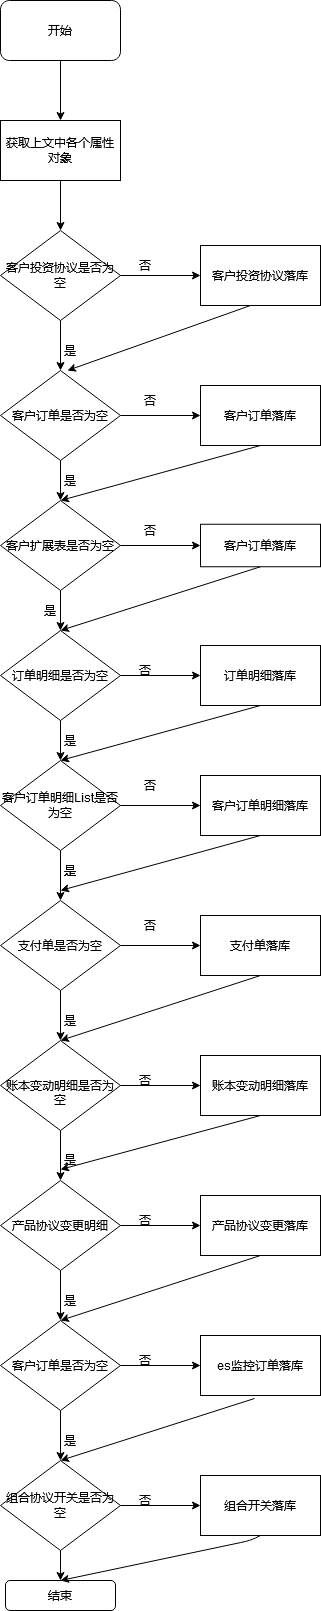 开始
获取上文中各个属性
对象
客户投资协议是否为
空
否
客户投资协议落库
是
客户订单是否为空
否
客户订单落库
是
客户扩展表是否为空
否
客户订单落库
是
订单明细是否为空
否
订单明细落库
是
客户订单明细List是否
为空
否
客户订单明细落库
是
支付单是否为空
否
支付单落库
是
账本变动明细是否为
空
否
账本变动明细落库
是
产品协议变更明细
否
产品协议变更落库
是
客户订单是否为空
否
es监控订单落库
是
组合协议开关是否为
空
否
组合开关落库
结束